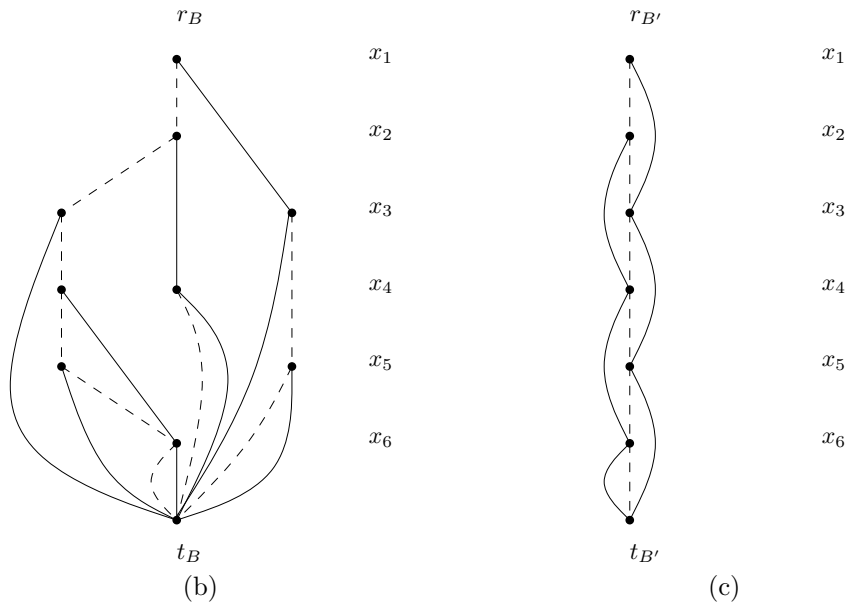 $r_B$ $r_{B'}$
$x_1$ $x_1$
$x_2$ $x_2$
$x_3$ $x_3$
$x_4$ $x_4$
$x_5$ $x_5$
$x_6$ $x_6$
$t_B$ $t_{B'}$
(b) (c)